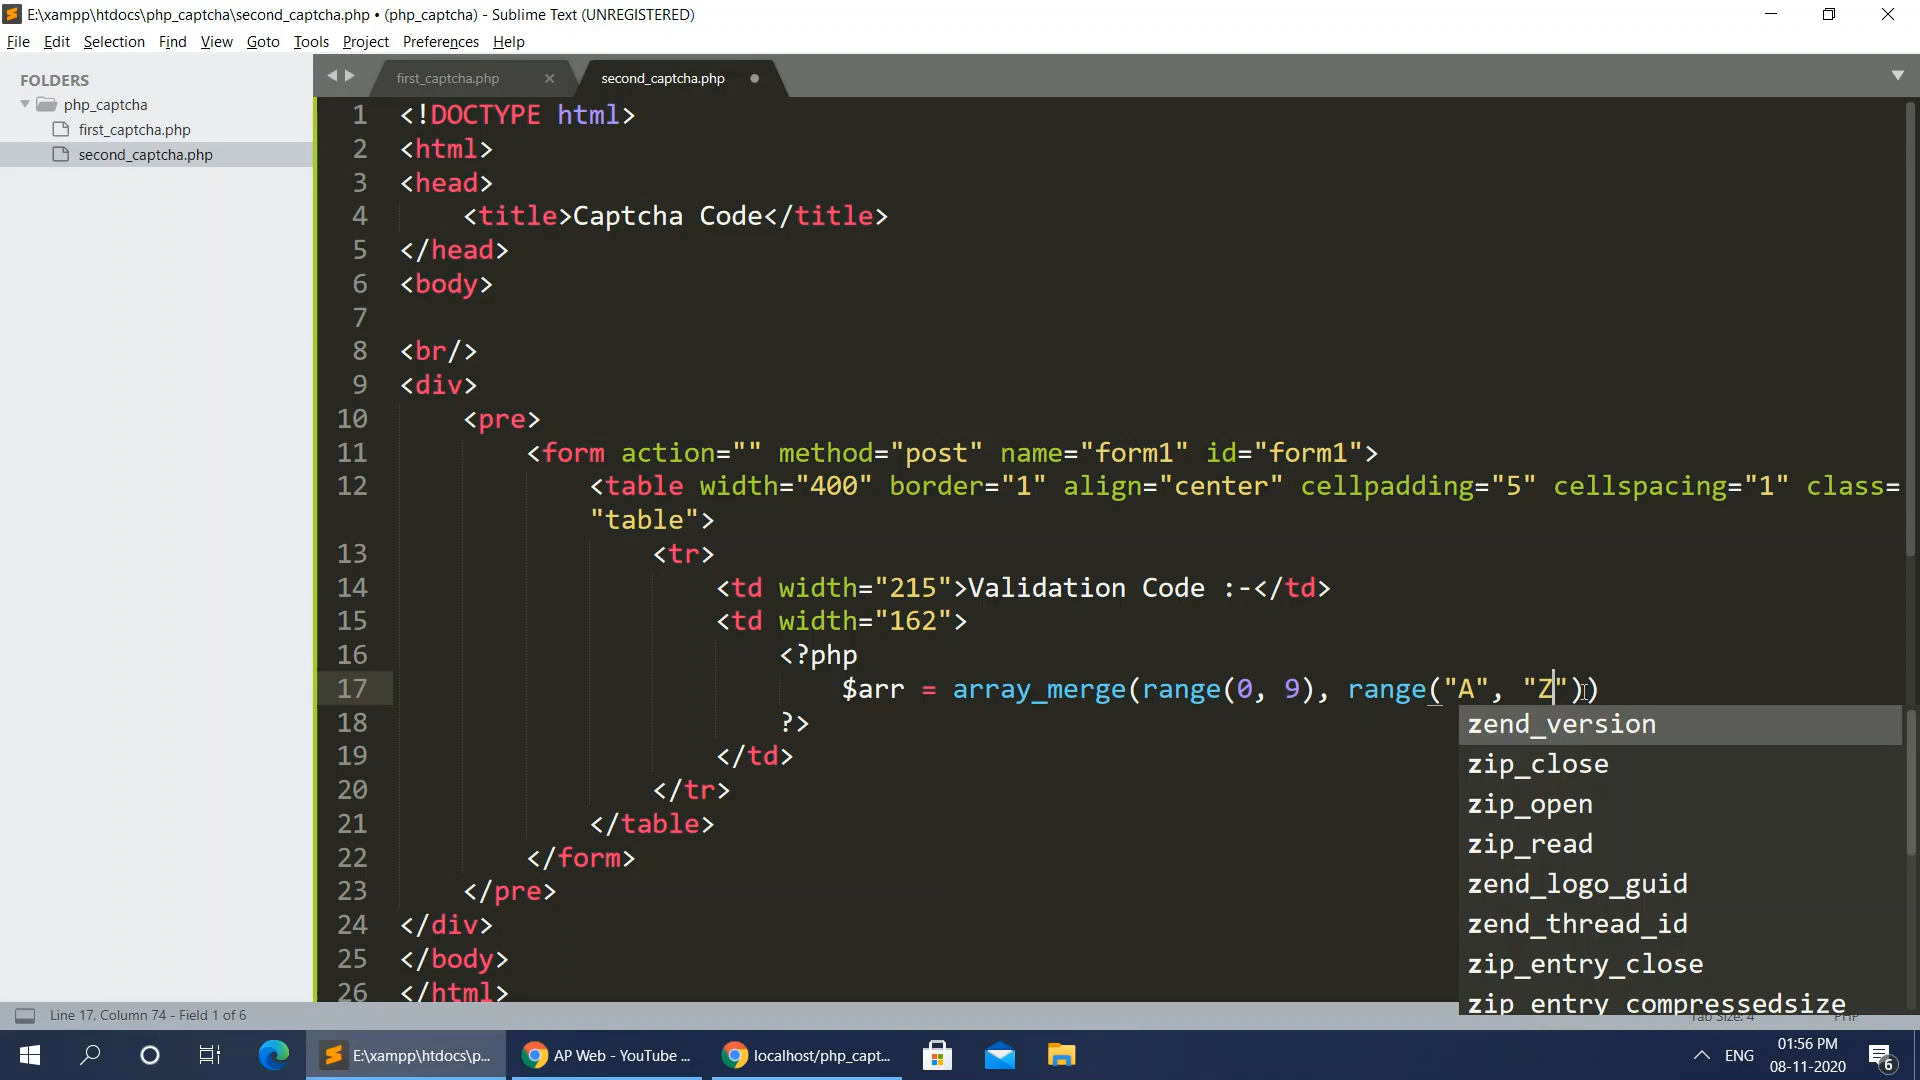 E:\xampp\htdocs\php_captcha\second_captcha.php • (php_captcha) - Sublime Text (UNREGISTERED)
File Edit Selection Find View Goto Tools Project Preferences Help
FOLDERS
php_captcha
first_captcha.php
second_captcha.php
first_captcha.php × second_captcha.php
1 <!DOCTYPE html>
2 <html>
3 <head>
4 <title>Captcha Code</title>
5 </head>
6 <body>
7
8 <br/>
9 <div>
10 <pre>
11 <form action="" method="post" name="form1" id="form1">
12 <table width="400" border="1" align="center" cellpadding="5" cellspacing="1" class=
"table">
13 <tr>
14 <td width="215">Validation Code :-</td>
15 <td width="162">
16 <?php
17 $arr = array_merge(range(0, 9), range("A", "Z"))
18 ?>
19 </td>
20 </tr>
21 </table>
22 </form>
23 </pre>
24 </div>
25 </body>
26 </html>
zend_version
zip_close
zip_open
zip_read
zend_logo_guid
zend_thread_id
zip_entry_close
zip_entry_compressedsize
Line 17, Column 74 - Field 1 of 6
Tab Size: 4 PHP
E:\xampp\htdocs\p... AP Web - YouTube ... localhost/php_capt... ENG 01:56 PM
08-11-2020 6